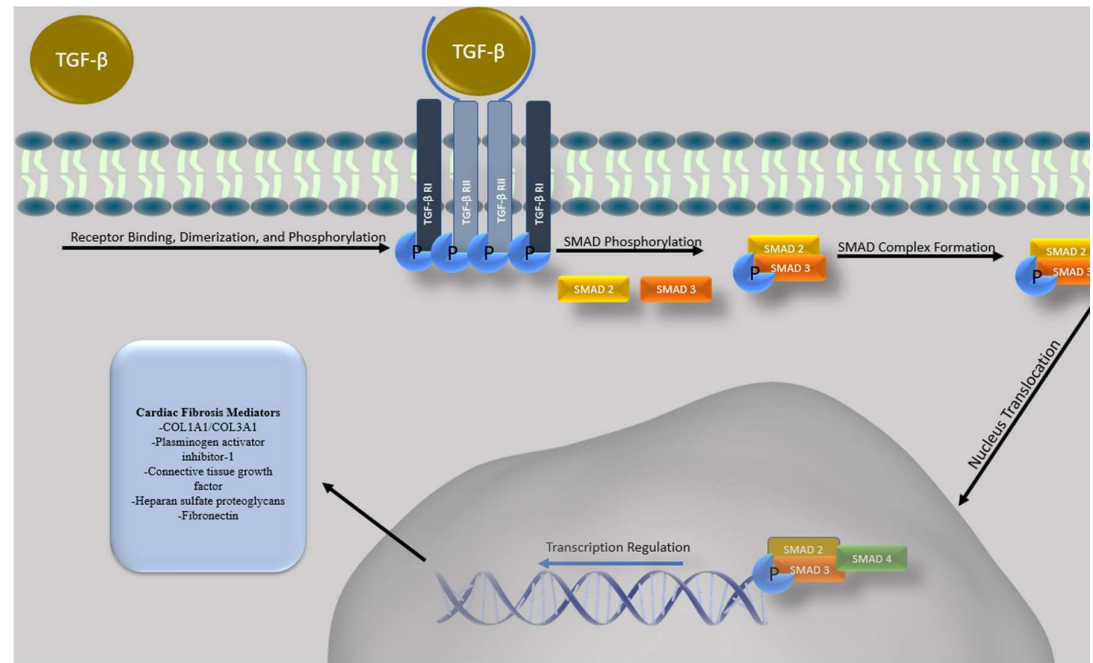 TGF-β
TGF-β
TGF-β RI
TGF-β RII
TGF-β RII
TGF-β RI
Receptor Binding, Dimerization, and Phosphorylation
P
P
P
P
SMAD Phosphorylation
SMAD 2
SMAD 3
SMAD 2
SMAD 3
P
SMAD Complex Formation
SMAD 2
SMAD 3
P
Nucleus Translocation
Cardiac Fibrosis Mediators
-COL1A1/COL3A1
-Plasminogen activator
inhibitor-1
-Connective tissue growth
factor
-Heparan sulfate proteoglycans
-Fibronectin
Transcription Regulation
SMAD 2
SMAD 4
SMAD 3
P